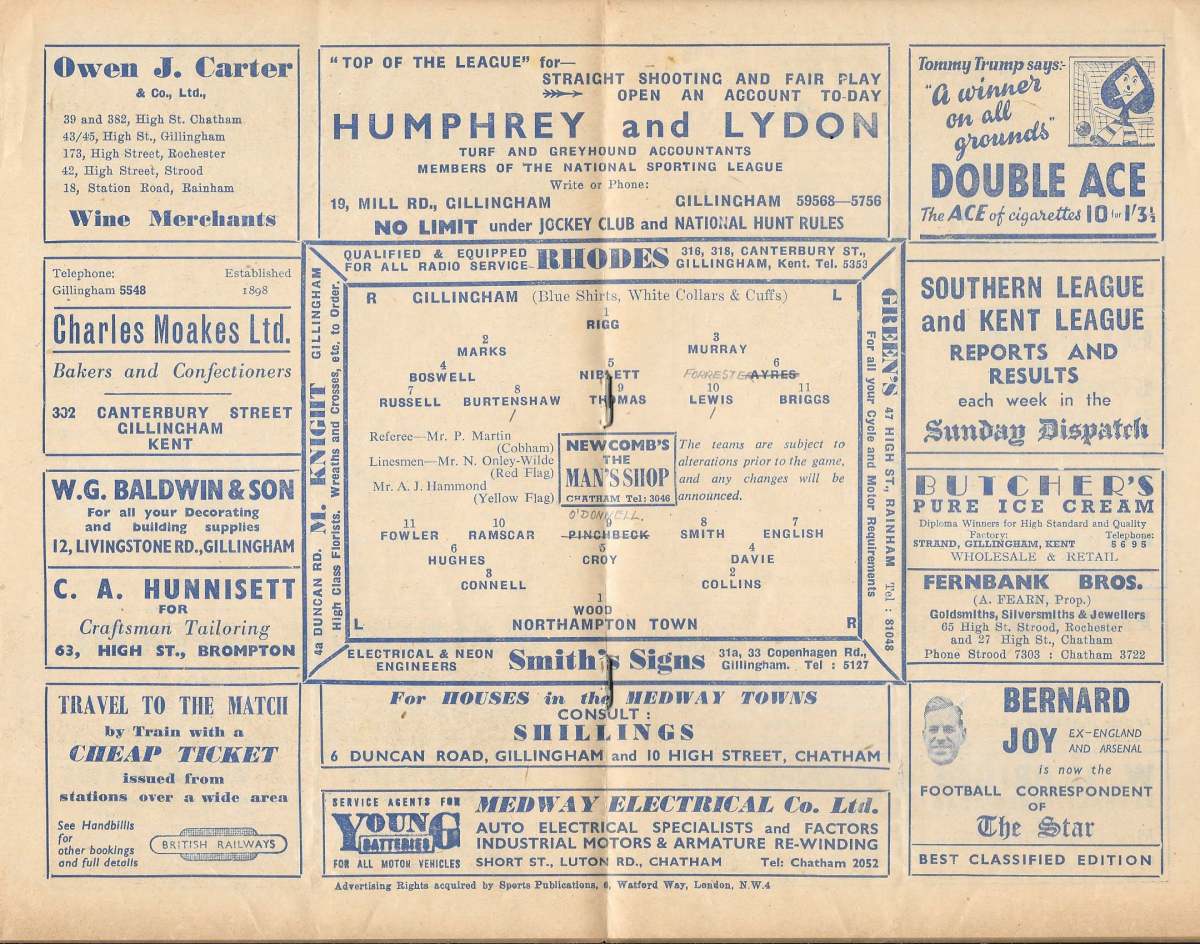 Owen J. Carter
& Co., Ltd.,
39 and 382, High St. Chatham
43/45, High St., Gillingham
173, High Street, Rochester
42, High Street, Strood
18, Station Road, Rainham
Wine Merchants
"TOP OF THE LEAGUE" for—
STRAIGHT SHOOTING AND FAIR PLAY
OPEN AN ACCOUNT TO-DAY
HUMPHREY and LYDON
TURF AND GREYHOUND ACCOUNTANTS
MEMBERS OF THE NATIONAL SPORTING LEAGUE
Write or Phone:
19, MILL RD., GILLINGHAM GILLINGHAM 59568—5756
NO LIMIT under JOCKEY CLUB and NATIONAL HUNT RULES
Tommy Trump says:-
"A winner
on all
grounds"
DOUBLE ACE
The ACE of cigarettes 10 for 1'3½
Telephone: Established
Gillingham 5548 1898
Charles Moakes Ltd.
Bakers and Confectioners
302 CANTERBURY STREET
GILLINGHAM
KENT
W.G. BALDWIN & SON
For all your Decorating
and building supplies
12, LIVINGSTONE RD., GILLINGHAM
C. A. HUNNISETT
FOR
Craftsman Tailoring
63, HIGH ST., BROMPTON
TRAVEL TO THE MATCH
by Train with a
CHEAP TICKET
issued from
stations over a wide area
See Handbillls
for
other bookings
and full details
BRITISH RAILWAYS
QUALIFIED & EQUIPPED
FOR ALL RADIO SERVICE
RHODES
316, 318, CANTERBURY ST.,
GILLINGHAM, Kent. Tel. 5353
4a DUNCAN RD. M. KNIGHT GILLINGHAM
High Class Florists. Wreaths and Crosses, etc, to Order.
R GILLINGHAM (Blue Shirts, White Collars & Cuffs) L
1
RIGG
2 3
MARKS MURRAY
4 5 6
BOSWELL NIBLETT FORRESTER AYRES
7 8 9 10 11
RUSSELL BURTENSHAW THOMAS LEWIS BRIGGS
Referee—Mr. P. Martin
(Cobham)
Linesmen—Mr. N. Onley-Wilde
(Red Flag)
Mr. A. J. Hammond
(Yellow Flag)
NEWCOMB'S
THE
MAN'S SHOP
CHATHAM Tel: 3046
The teams are subject to
alterations prior to the game,
and any changes will be
announced.
O'DONNELL.
11 10 9 8 7
FOWLER RAMSCAR PINCHBECK SMITH ENGLISH
6 5 4
HUGHES CROY DAVIE
3 2
CONNELL COLLINS
1
WOOD
L NORTHAMPTON TOWN R
GREEN'S 47 HIGH ST., RAINHAM Tel : 81048
For all your Cycle and Motor Requirements
ELECTRICAL & NEON
ENGINEERS
Smith's Signs
31a, 33 Copenhagen Rd.,
Gillingham. Tel : 5127
For HOUSES in the MEDWAY TOWNS
CONSULT :
SHILLINGS
6 DUNCAN ROAD, GILLINGHAM and 10 HIGH STREET, CHATHAM
SERVICE AGENTS FOR
YOUNG
BATTERIES
FOR ALL MOTOR VEHICLES
MEDWAY ELECTRICAL Co. Ltd.
AUTO ELECTRICAL SPECIALISTS and FACTORS
INDUSTRIAL MOTORS & ARMATURE RE-WINDING
SHORT ST., LUTON RD., CHATHAM Tel: Chatham 2052
Advertising Rights acquired by Sports Publications, 6, Watford Way, London, N.W.4
SOUTHERN LEAGUE
and KENT LEAGUE
REPORTS AND
RESULTS
each week in the
Sunday Dispatch
BUTCHER'S
PURE ICE CREAM
Diploma Winners for High Standard and Quality
Factory: Telephone:
STRAND, GILLINGHAM, KENT 5695
WHOLESALE & RETAIL
FERNBANK BROS.
(A. FEARN, Prop.)
Goldsmiths, Silversmiths & Jewellers
65 High St. Strood, Rochester
and 27 High St., Chatham
Phone Strood 7303 : Chatham 3722
BERNARD
JOY EX-ENGLAND
AND ARSENAL
is now the
FOOTBALL CORRESPONDENT
OF
The Star
BEST CLASSIFIED EDITION